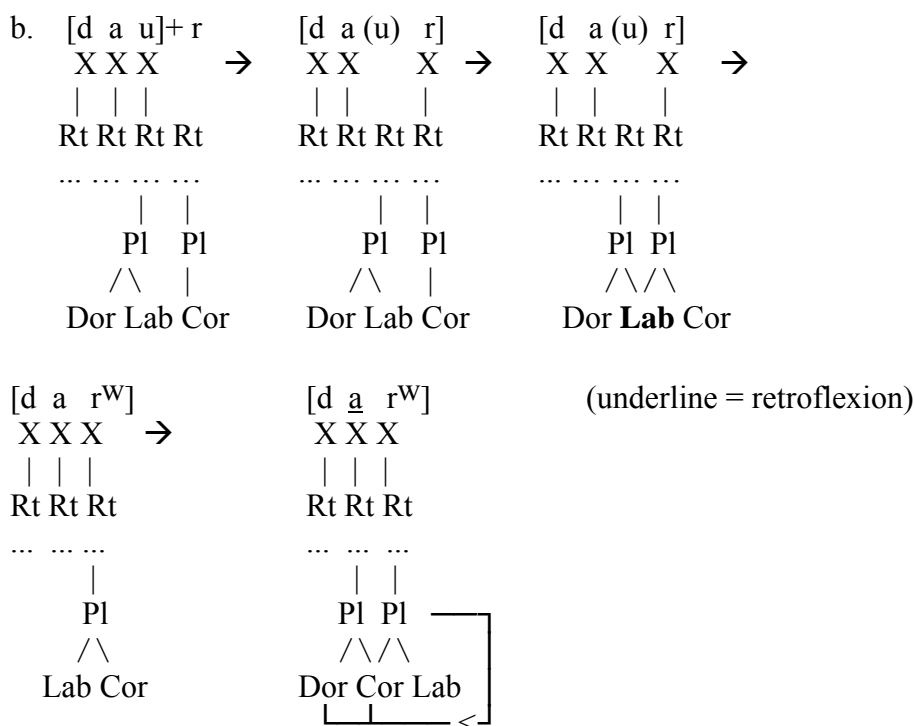 b. [d a u]+ r [d a (u) r] [d a (u) r]
X X X → X X X → X X X →
| | | | | | | | |
Rt Rt Rt Rt Rt Rt Rt Rt Rt Rt Rt Rt
... ... ... ... ... ... ... ... ... ... ... ...
| | | | | |
Pl Pl Pl Pl Pl Pl
/\ | /\ | /\/\
Dor Lab Cor Dor Lab Cor Dor Lab Cor
[d a rᵂ] [d a rᵂ] (underline = retroflexion)
X X X → X X X
| | | | | |
Rt Rt Rt Rt Rt Rt
... ... ... ... ... ...
| | |
Pl Pl Pl
/\ /\/\
Lab Cor Dor Cor Lab
<